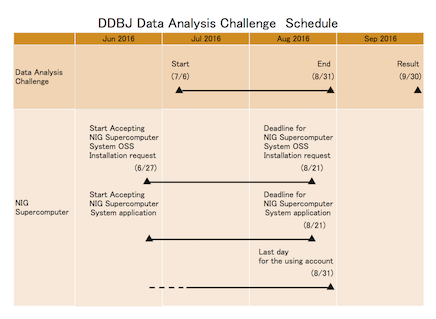 DDBJ Data Analysis Challenge Schedule
Jun 2016 Jul 2016 Aug 2016 Sep 2016
Data Analysis
Challenge
Start
(7/6)
End
(8/31)
Result
(9/30)
NIG
Supercomputer
Start Accepting
NIG Supercomputer
System OSS
Installation request
(6/27)
Deadline for
NIG Supercomputer
System OSS
Installation request
(8/21)
Start Accepting
NIG Supercomputer
System application
Deadline for
NIG Supercomputer
System application
(8/21)
Last day
for the using account
(8/31)